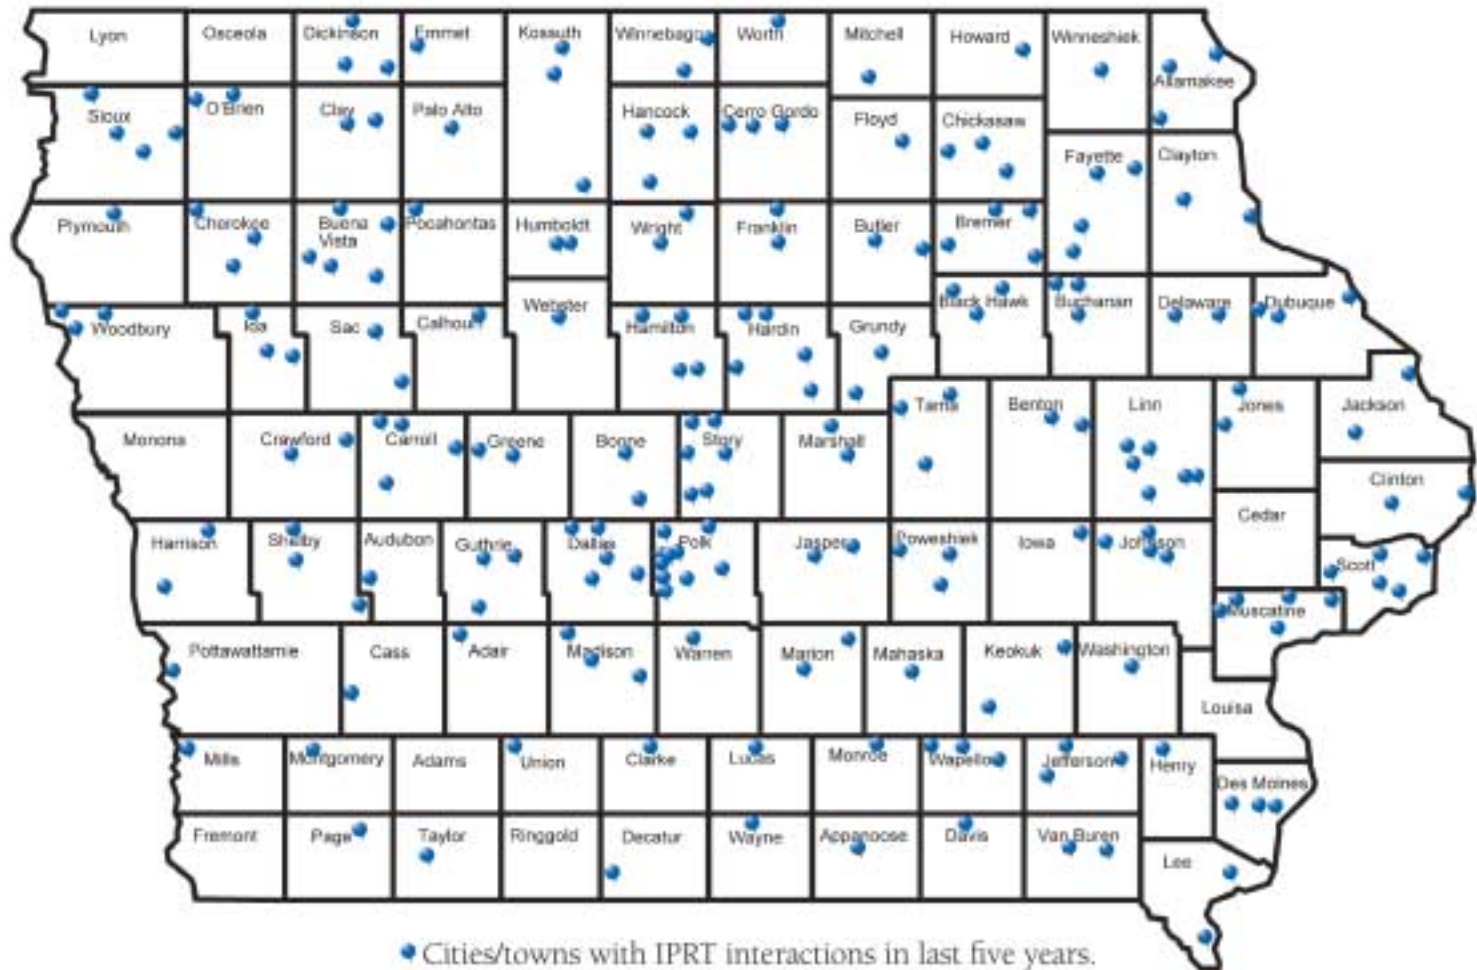 Lyon
Osceola
Dickinson
Emmet
Kossuth
Winnebago
Worth
Mitchell
Howard
Winneshiek
Allamakee
Sioux
O'Brien
Clay
Palo Alto
Hancock
Cerro Gordo
Floyd
Chickasaw
Fayette
Clayton
Plymouth
Cherokee
Buena
Vista
Pocahontas
Humboldt
Wright
Franklin
Butler
Bremer
Woodbury
Ida
Sac
Calhoun
Webster
Hamilton
Hardin
Grundy
Black Hawk
Buchanan
Delaware
Dubuque
Monona
Crawford
Carroll
Greene
Boone
Story
Marshall
Tama
Benton
Linn
Jones
Jackson
Clinton
Cedar
Harrison
Shelby
Audubon
Guthrie
Dallas
Polk
Jasper
Poweshiek
Iowa
Johnson
Scott
Muscatine
Pottawattamie
Cass
Adair
Madison
Warren
Marion
Mahaska
Keokuk
Washington
Louisa
Mills
Montgomery
Adams
Union
Clarke
Lucas
Monroe
Wapello
Jefferson
Henry
Des Moines
Fremont
Page
Taylor
Ringgold
Decatur
Wayne
Appanoose
Davis
Van Buren
Lee
Cities/towns with IPRT interactions in last five years.